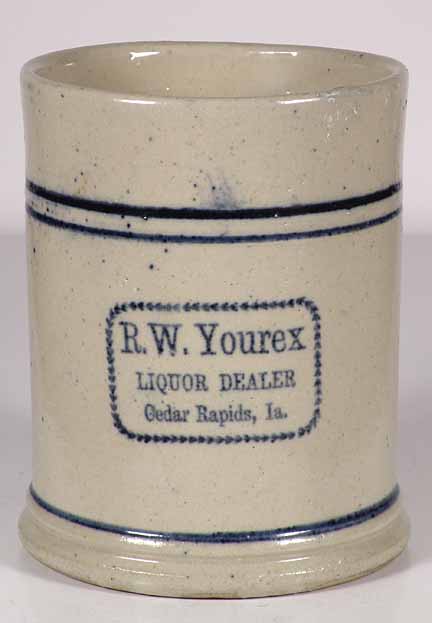 R.W. Yourex
LIQUOR DEALER
Cedar Rapids, Ia.